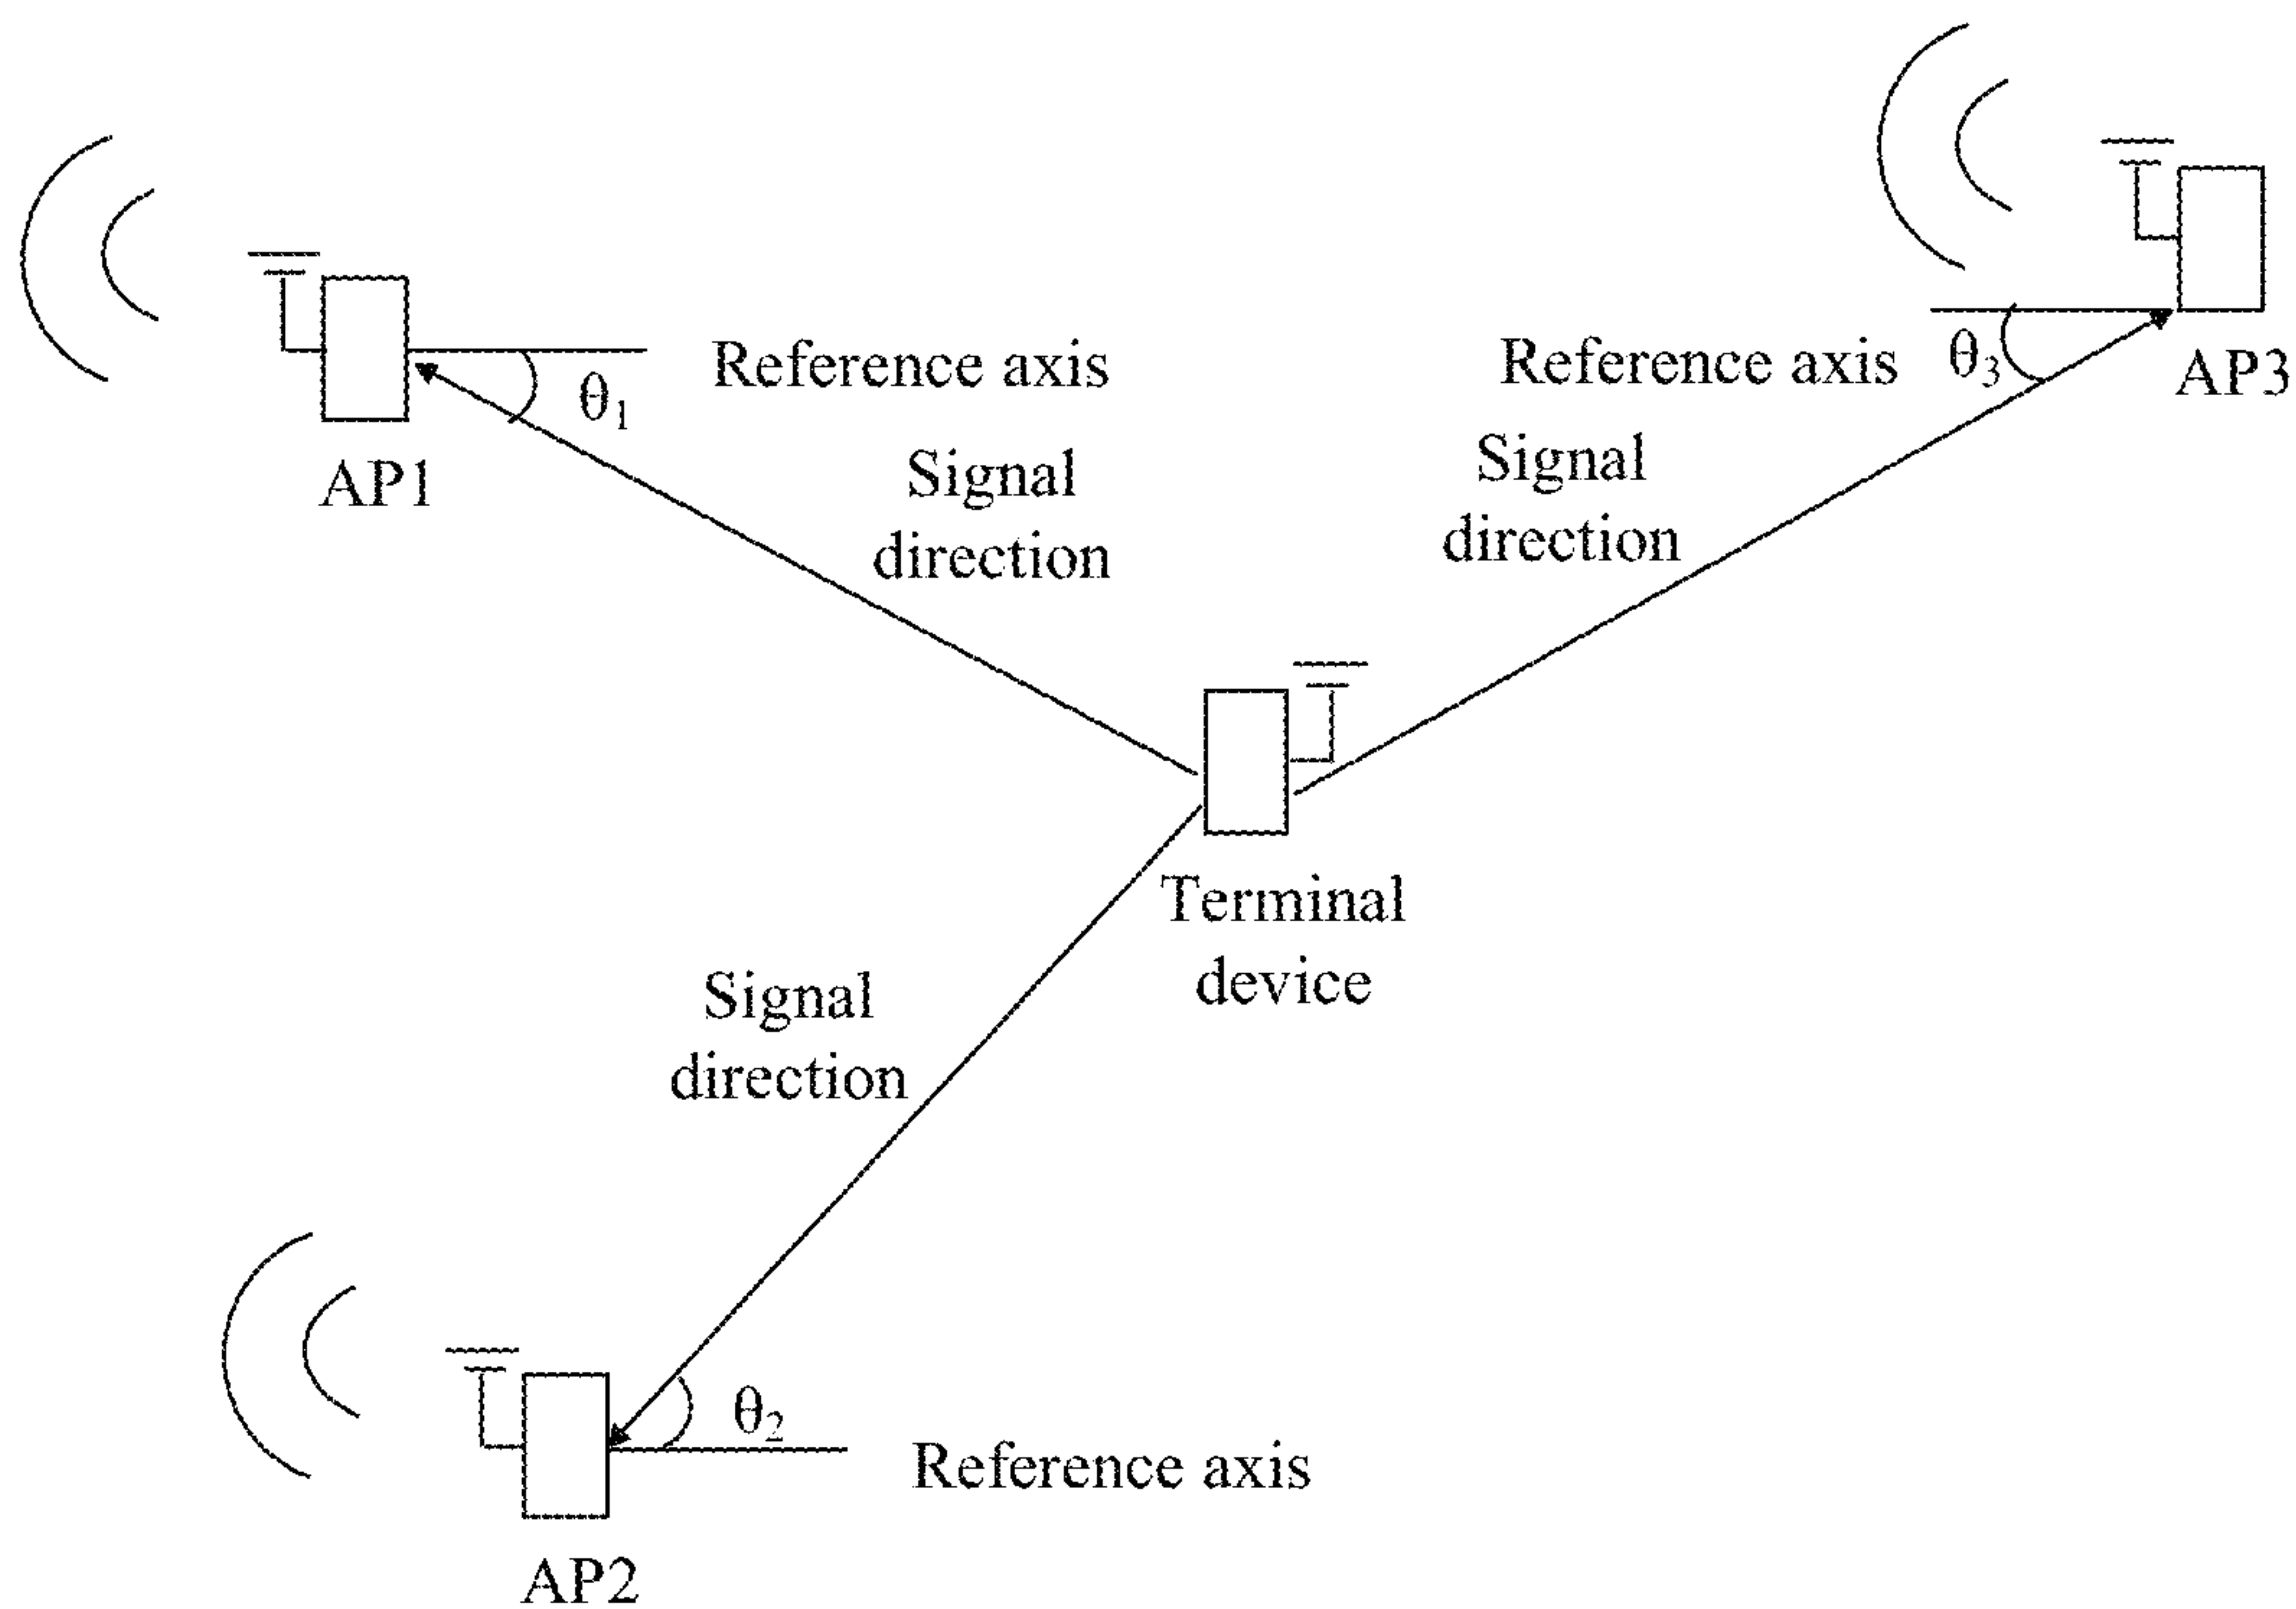 Reference axis
θ1
AP1
Signal
direction
Reference axis
θ3
AP3
Signal
direction
Terminal
device
Signal
direction
θ2
Reference axis
AP2